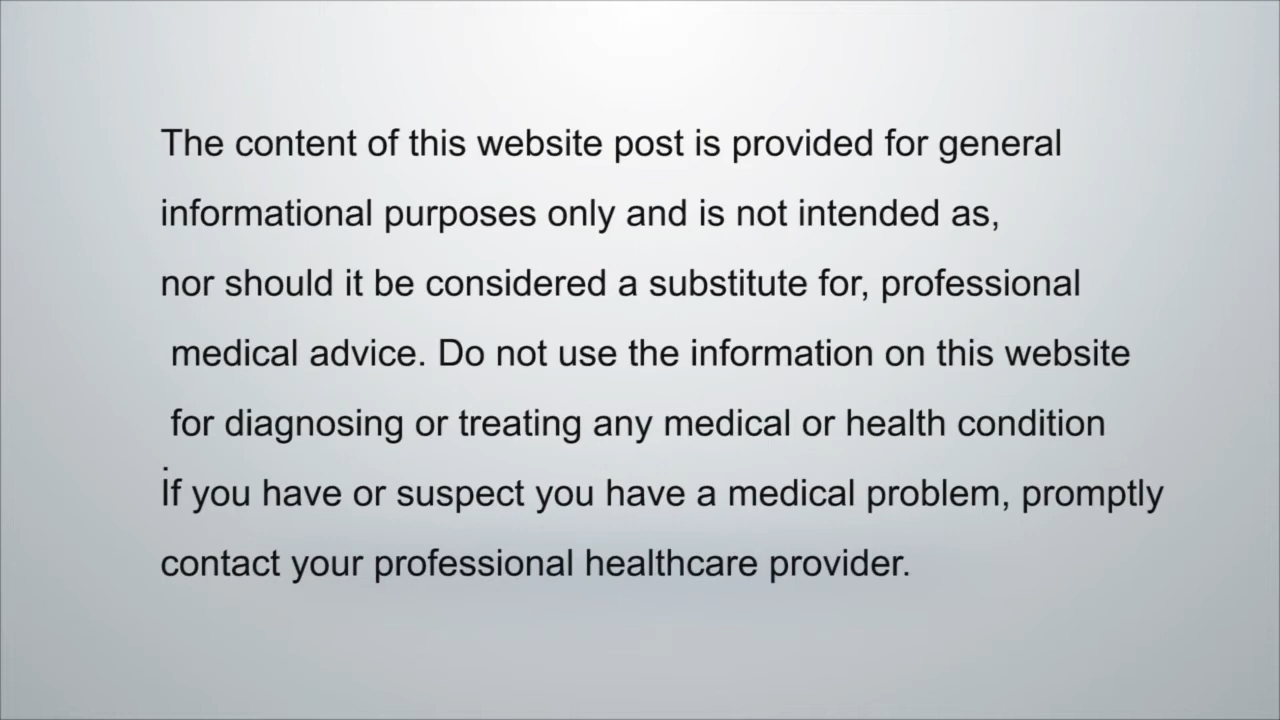 The content of this website post is provided for general
informational purposes only and is not intended as,
nor should it be considered a substitute for, professional
medical advice. Do not use the information on this website
for diagnosing or treating any medical or health condition
.
If you have or suspect you have a medical problem, promptly
contact your professional healthcare provider.